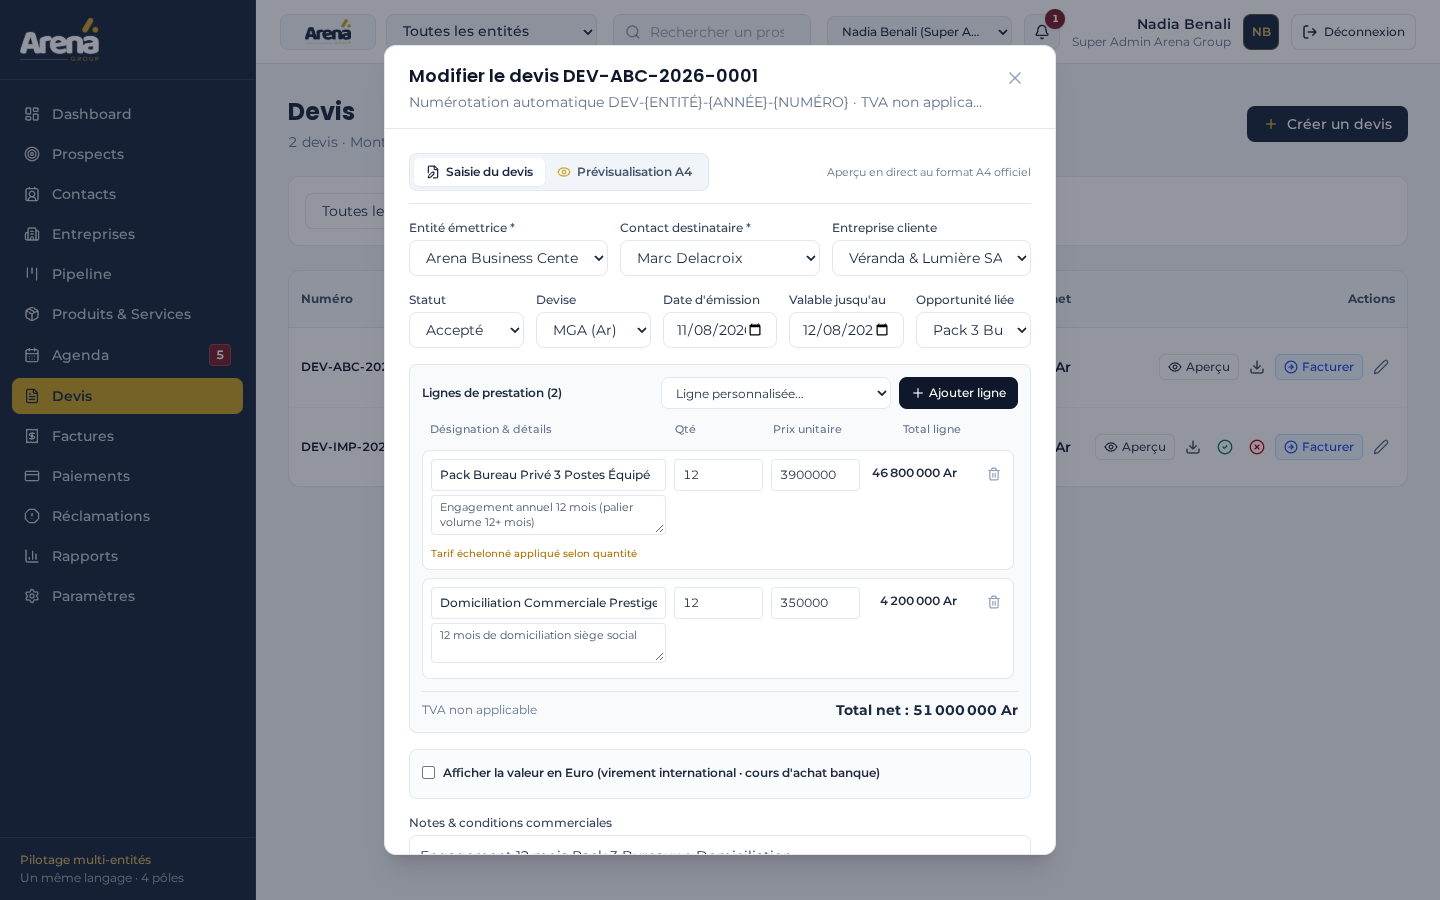 Arena
GROUP
Dashboard
Prospects
Contacts
Entreprises
Pipeline
Produits & Services
Agenda
5
Devis
Factures
Paiements
Réclamations
Rapports
Paramètres
Pilotage multi-entités
Un même langage · 4 pôles
Arena
Toutes les entités
Rechercher un pros
Nadia Benali (Super A...
1
Nadia Benali
Super Admin Arena Group
NB
Déconnexion
Devis
2 devis · Mont
Créer un devis
Toutes le
Numéro
net
Actions
DEV-ABC-202
Ar
Aperçu
Facturer
DEV-IMP-202
Ar
Aperçu
Facturer
Modifier le devis DEV-ABC-2026-0001
Numérotation automatique DEV-{ENTITÉ}-{ANNÉE}-{NUMÉRO} · TVA non applica...
Saisie du devis
Prévisualisation A4
Aperçu en direct au format A4 officiel
Entité émettrice *
Contact destinataire *
Entreprise cliente
Arena Business Cente
Marc Delacroix
Véranda & Lumière SA
Statut
Devise
Date d'émission
Valable jusqu'au
Opportunité liée
Accepté
MGA (Ar)
11/08/2026
12/08/202
Pack 3 Bu
Lignes de prestation (2)
Ligne personnalisée...
Ajouter ligne
Désignation & détails
Qté
Prix unitaire
Total ligne
Pack Bureau Privé 3 Postes Équipé
12
3900000
46 800 000 Ar
Engagement annuel 12 mois (palier
volume 12+ mois)
Tarif échelonné appliqué selon quantité
Domiciliation Commerciale Prestige
12
350000
4 200 000 Ar
12 mois de domiciliation siège social
TVA non applicable
Total net : 51 000 000 Ar
Afficher la valeur en Euro (virement international · cours d'achat banque)
Notes & conditions commerciales
Engagement 12 mois Pack 3 Bureaux + Domiciliation